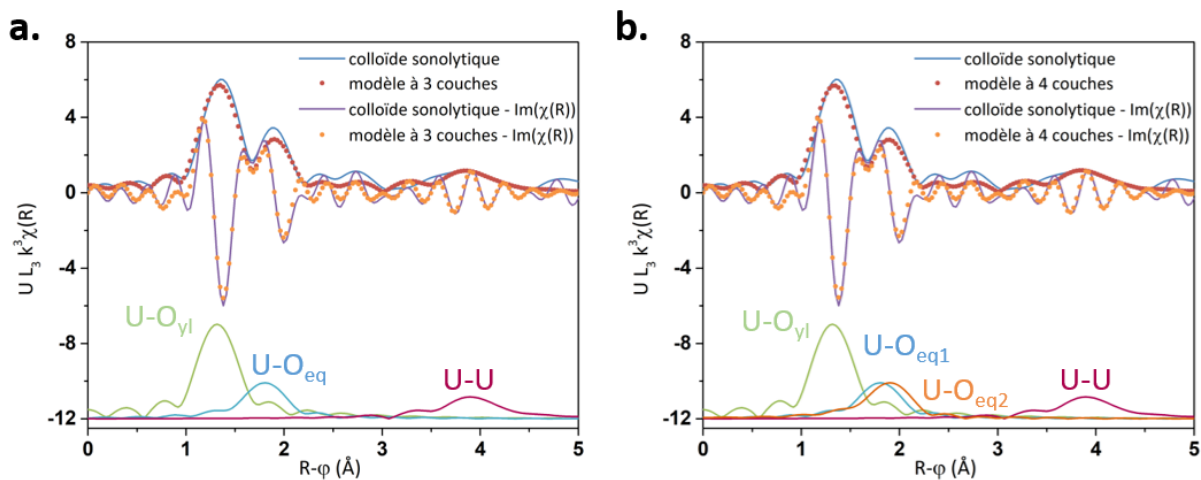 a.
8
4
0
-4
-8
-12
U L₃ k³χ(R)
colloïde sonolytique
modèle à 3 couches
colloïde sonolytique - Im(χ(R))
modèle à 3 couches - Im(χ(R))
U-Oyl
U-Oeq
U-U
0 1 2 3 4 5
R-φ (Å)
b.
8
4
0
-4
-8
-12
U L₃ k³χ(R)
colloïde sonolytique
modèle à 4 couches
colloïde sonolytique - Im(χ(R))
modèle à 4 couches - Im(χ(R))
U-Oyl
U-Oeq1
U-Oeq2
U-U
0 1 2 3 4 5
R-φ (Å)